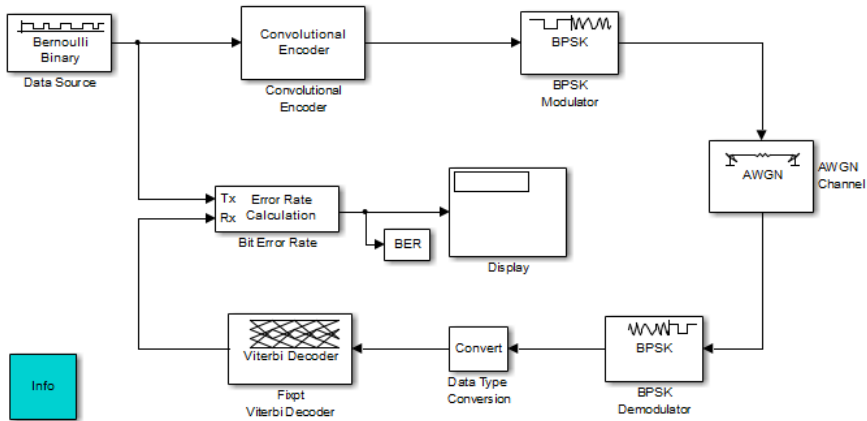 Bernoulli
Binary
Data Source
Convolutional
Encoder
Convolutional
Encoder
BPSK
BPSK
Modulator
AWGN
AWGN
Channel
Tx
Rx
Error Rate
Calculation
Bit Error Rate
BER
Display
Viterbi Decoder
Fixpt
Viterbi Decoder
Convert
Data Type
Conversion
BPSK
BPSK
Demodulator
Info